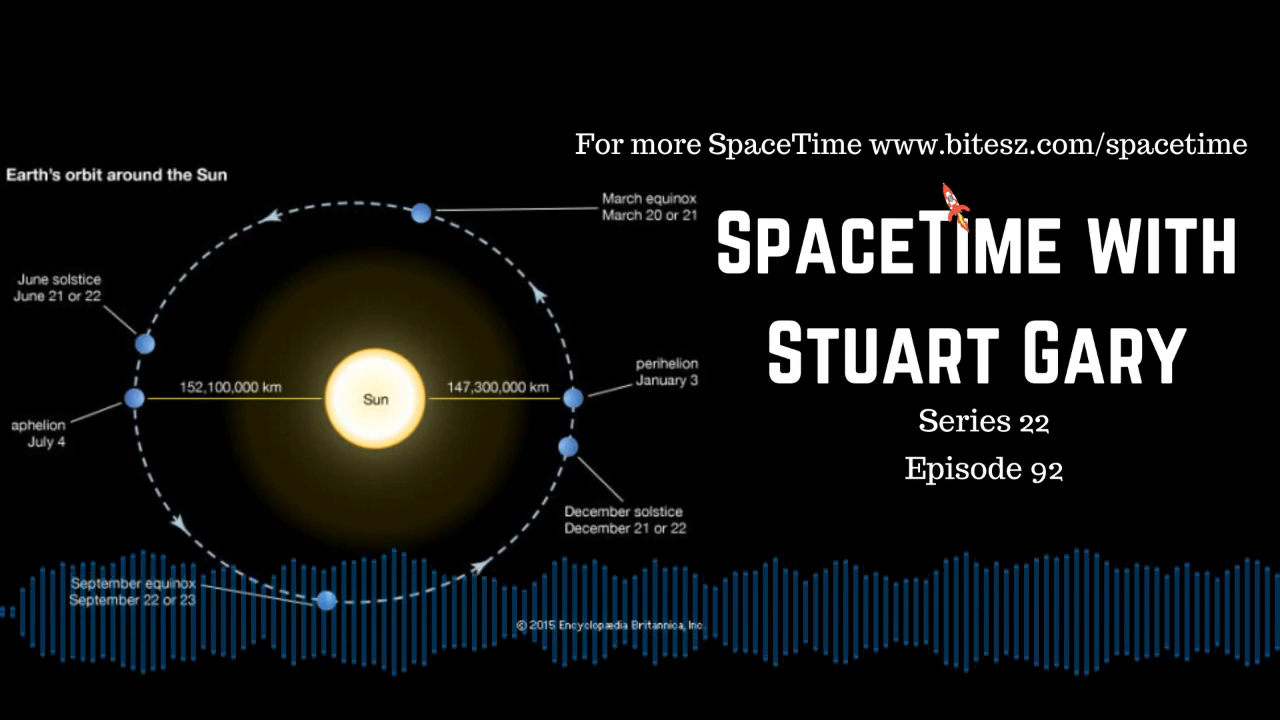 For more SpaceTime www.bitesz.com/spacetime
Earth's orbit around the Sun
March equinox
March 20 or 21
SpaceTime with
Stuart Gary
Series 22
Episode 92
June solstice
June 21 or 22
perihelion
January 3
152,100,000 km
147,300,000 km
Sun
aphelion
July 4
December solstice
December 21 or 22
September equinox
September 22 or 23
© 2015 Encyclopædia Britannica, Inc.